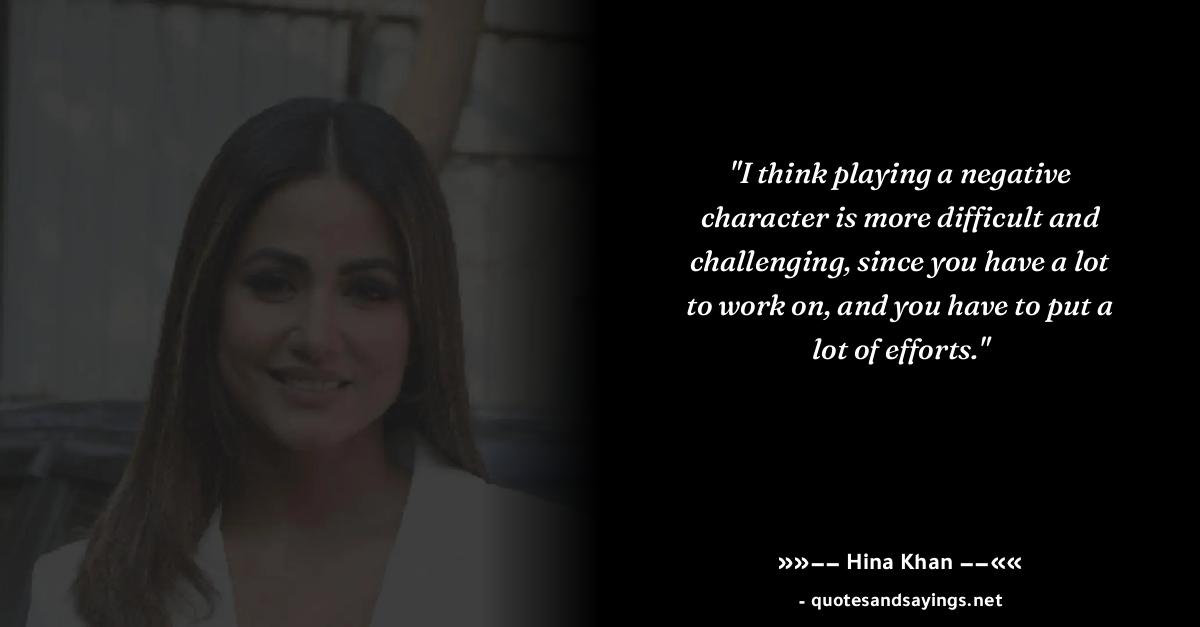 "I think playing a negative
character is more difficult and
challenging, since you have a lot
to work on, and you have to put a
lot of efforts."
»»−− Hina Khan −−««
- quotesandsayings.net